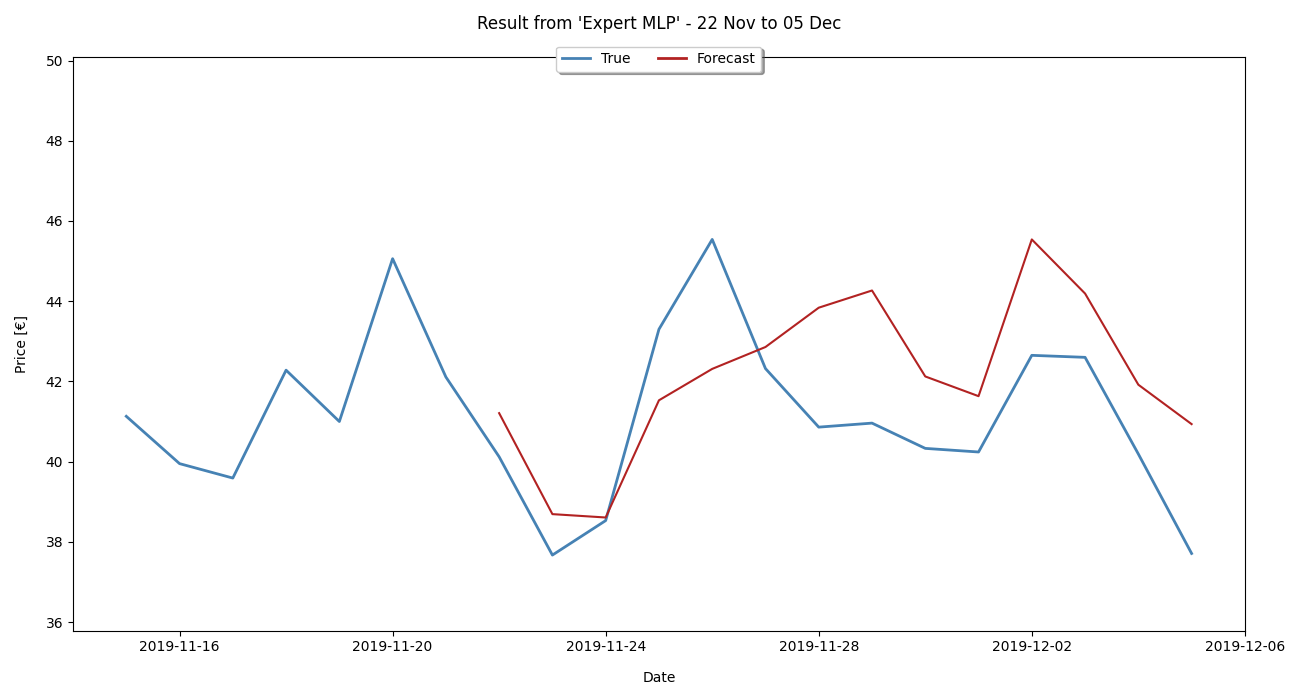 Result from 'Expert MLP' - 22 Nov to 05 Dec
True
Forecast
50
48
46
44
42
40
38
36
Price [€]
2019-11-16
2019-11-20
2019-11-24
2019-11-28
2019-12-02
2019-12-06
Date